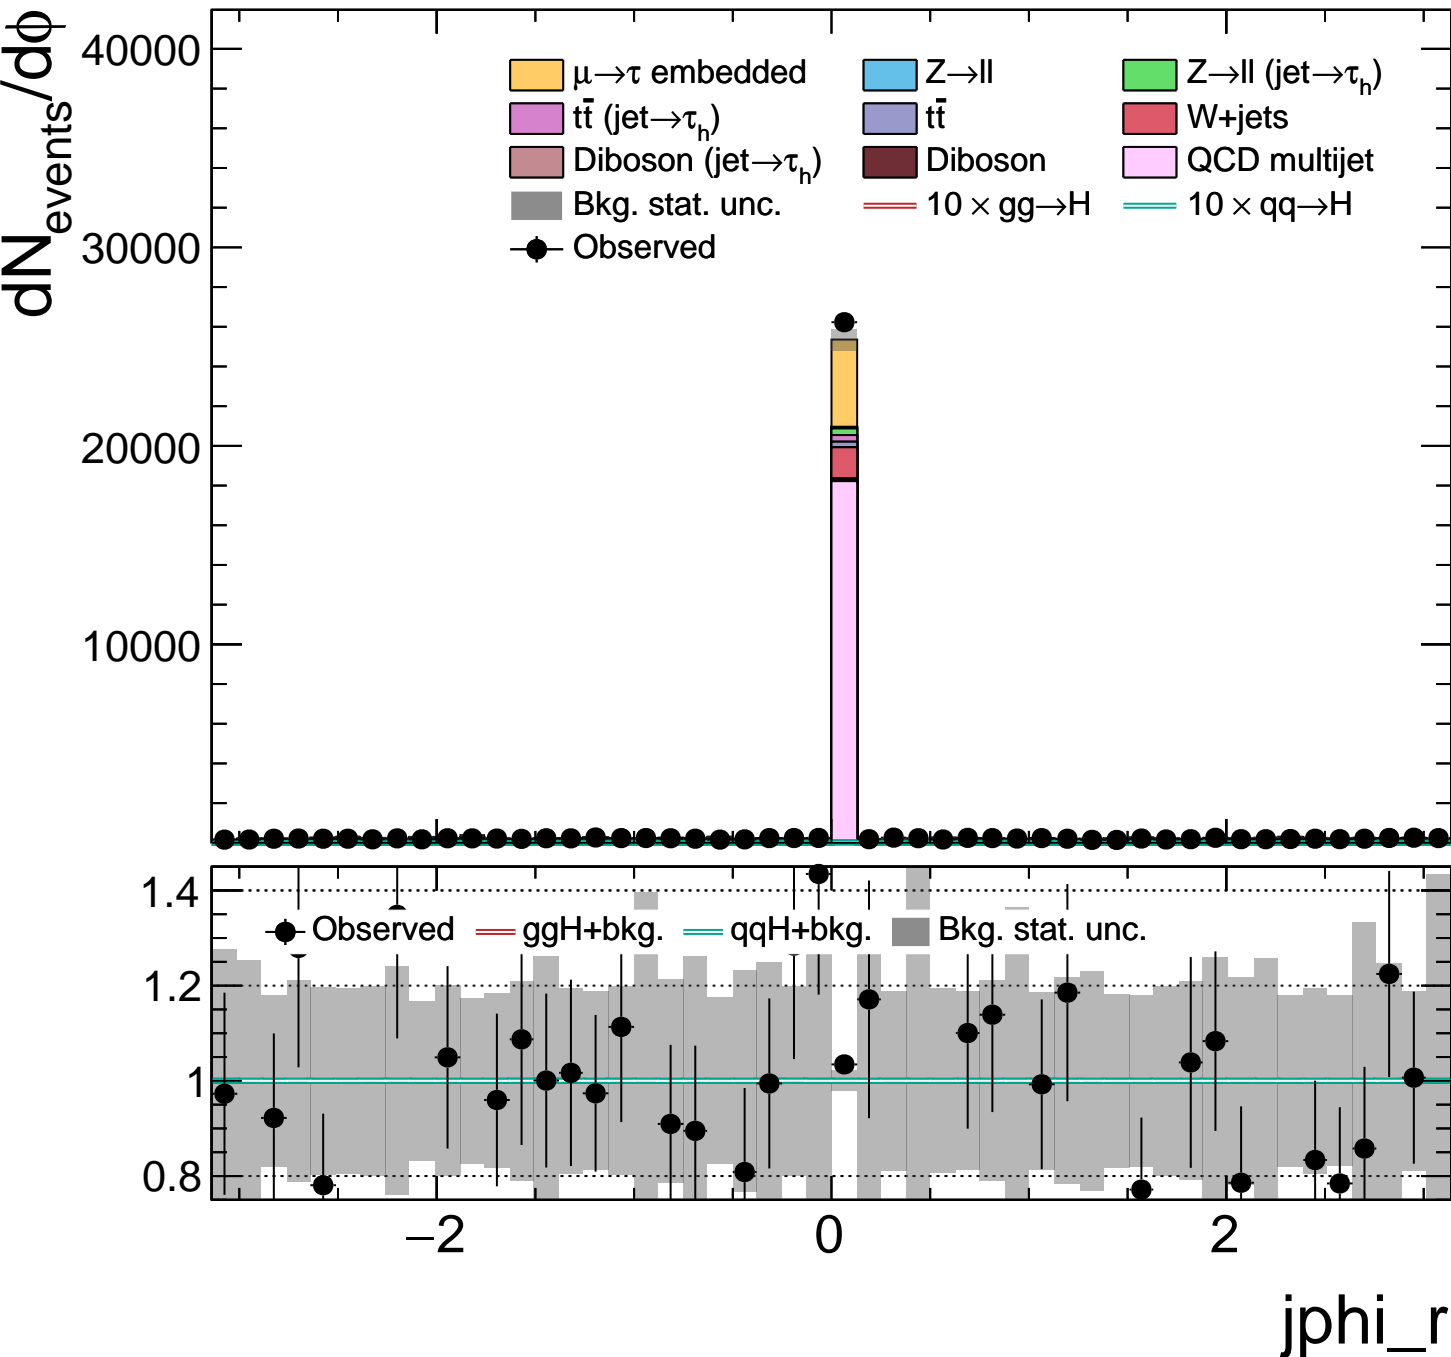 dN_events/dϕ
40000
30000
20000
10000
μ→τ embedded
Z→ll
Z→ll (jet→τ_h)
tt̄ (jet→τ_h)
tt̄
W+jets
Diboson (jet→τ_h)
Diboson
QCD multijet
Bkg. stat. unc.
10 × gg→H
10 × qq→H
Observed
1.4
1.2
1
0.8
Observed
ggH+bkg.
qqH+bkg.
Bkg. stat. unc.
−2
0
2
jphi_r